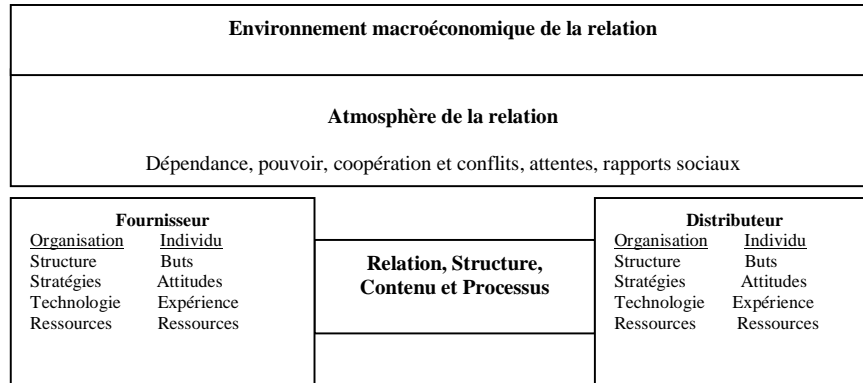 Environnement macroéconomique de la relation
Atmosphère de la relation
Dépendance, pouvoir, coopération et conflits, attentes, rapports sociaux
Fournisseur
Organisation Individu
Structure Buts
Stratégies Attitudes
Technologie Expérience
Ressources Ressources
Relation, Structure,
Contenu et Processus
Distributeur
Organisation Individu
Structure Buts
Stratégies Attitudes
Technologie Expérience
Ressources Ressources